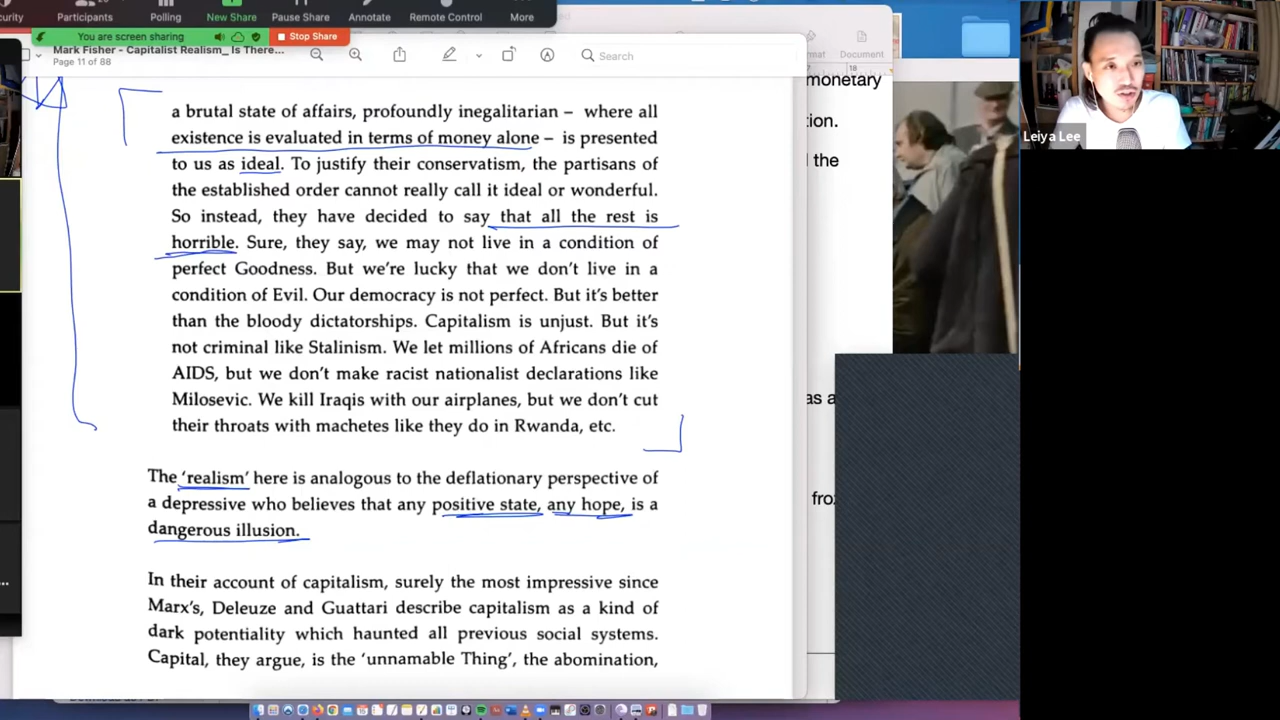 Participants
Polling
New Share
Pause Share
Annotate
Remote Control
More
You are screen sharing
Stop Share
Mark Fisher - Capitalist Realism_ Is There...
Page 11 of 88
Search
Document
18
monetary
tion.
the
as a
Leiya Lee
a brutal state of affairs, profoundly inegalitarian – where all
existence is evaluated in terms of money alone – is presented
to us as ideal. To justify their conservatism, the partisans of
the established order cannot really call it ideal or wonderful.
So instead, they have decided to say that all the rest is
horrible. Sure, they say, we may not live in a condition of
perfect Goodness. But we’re lucky that we don’t live in a
condition of Evil. Our democracy is not perfect. But it’s better
than the bloody dictatorships. Capitalism is unjust. But it’s
not criminal like Stalinism. We let millions of Africans die of
AIDS, but we don’t make racist nationalist declarations like
Milosevic. We kill Iraqis with our airplanes, but we don’t cut
their throats with machetes like they do in Rwanda, etc.
The ‘realism’ here is analogous to the deflationary perspective of
a depressive who believes that any positive state, any hope, is a
dangerous illusion.
In their account of capitalism, surely the most impressive since
Marx’s, Deleuze and Guattari describe capitalism as a kind of
dark potentiality which haunted all previous social systems.
Capital, they argue, is the ‘unnamable Thing’, the abomination,